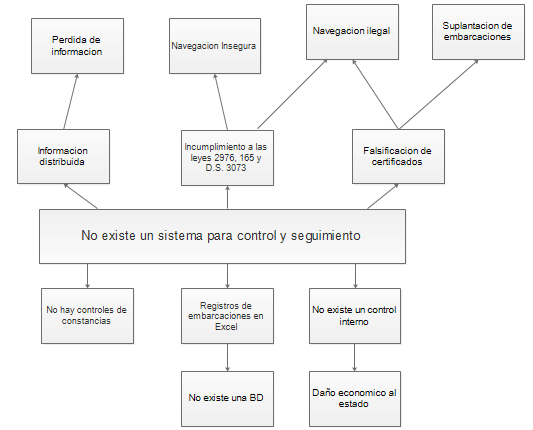 Perdida de
informacion
Navegacion Insegura
Navegacion ilegal
Suplantacion de
embarcaciones
Informacion
distribuida
Incumplimiento a las
leyes 2976, 165 y
D.S. 3073
Falsificacion de
certificados
No existe un sistema para control y seguimiento
No hay controles de
constancias
Registros de
embarcaciones en
Excel
No existe un control
interno
No existe una BD
Daño economico al
estado